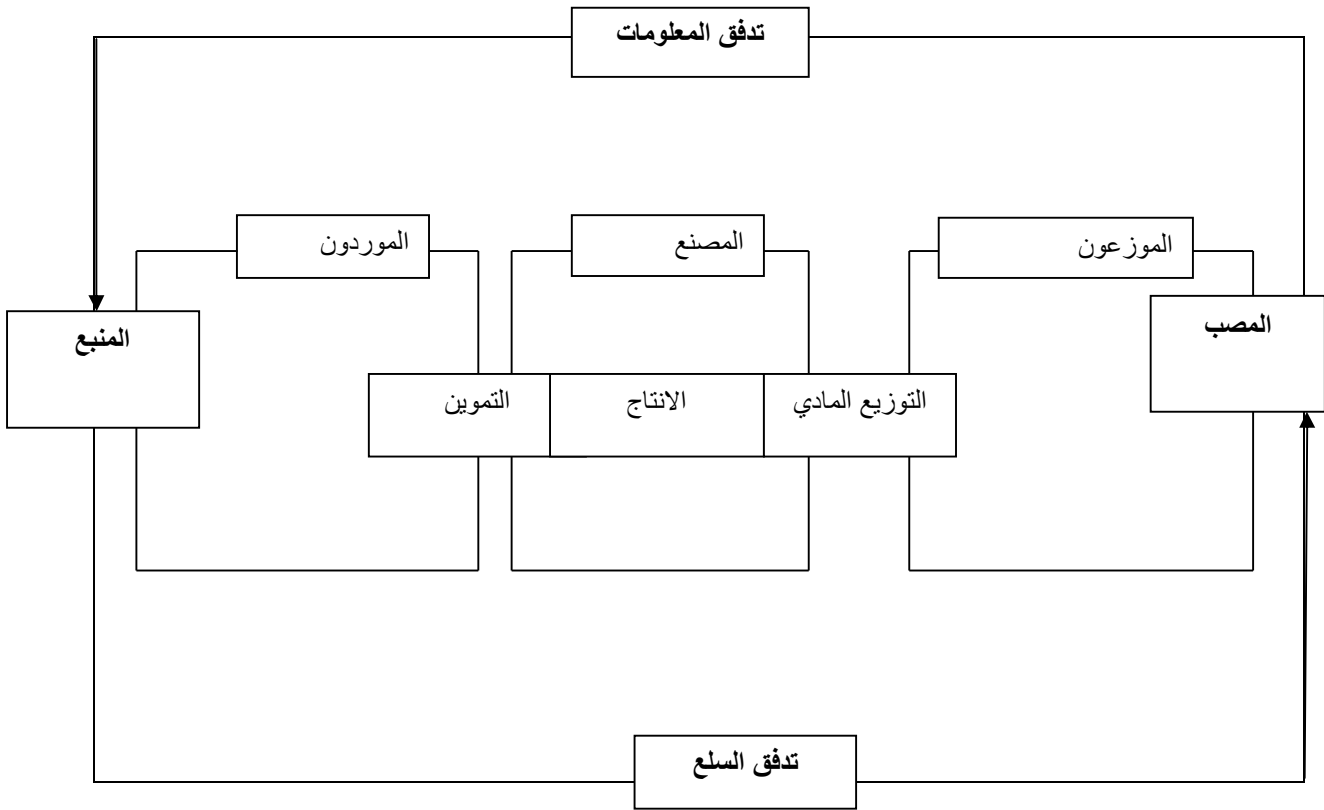 تدفق المعلومات
الموزعون
المصنع
الموردون
المصب
المنبع
التوزيع المادي
الانتاج
التموين
تدفق السلع